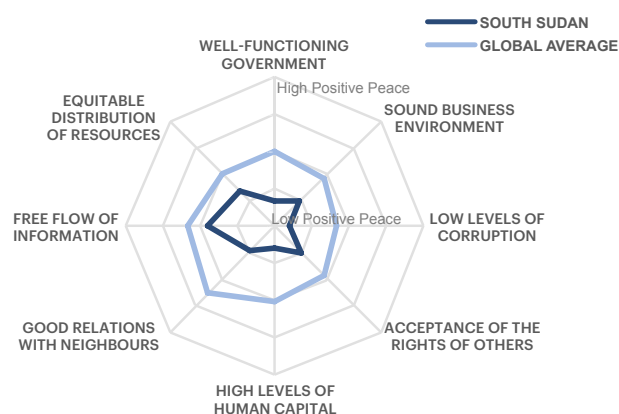 SOUTH SUDAN
GLOBAL AVERAGE
WELL-FUNCTIONING
GOVERNMENT
High Positive Peace
EQUITABLE
DISTRIBUTION
OF RESOURCES
SOUND BUSINESS
ENVIRONMENT
FREE FLOW OF
INFORMATION
Low Positive Peace
LOW LEVELS OF
CORRUPTION
GOOD RELATIONS
WITH NEIGHBOURS
ACCEPTANCE OF THE
RIGHTS OF OTHERS
HIGH LEVELS OF
HUMAN CAPITAL